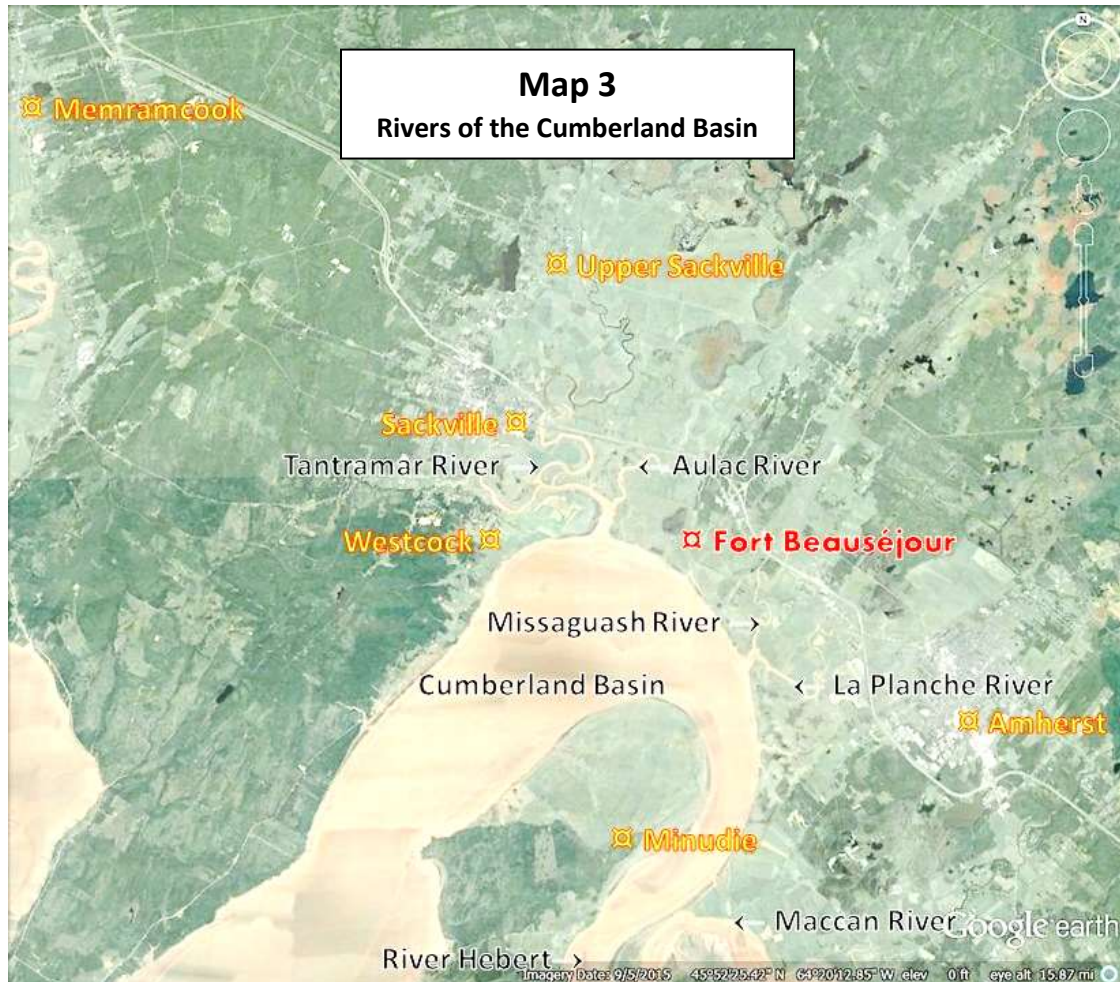 N
Map 3
Rivers of the Cumberland Basin
¤ Memramcook
¤ Upper Sackville
Sackville ¤
Tantramar River >
< Aulac River
Westcock ¤
¤ Fort Beauséjour
Missaguash River >
Cumberland Basin
< La Planche River
¤ Amherst
¤ Minudie
< Maccan River
Google earth
River Hebert >
Imagery Date: 9/5/2015 45°52'25.42" N 64°20'12.85" W elev 0 ft eye alt 15.87 mi